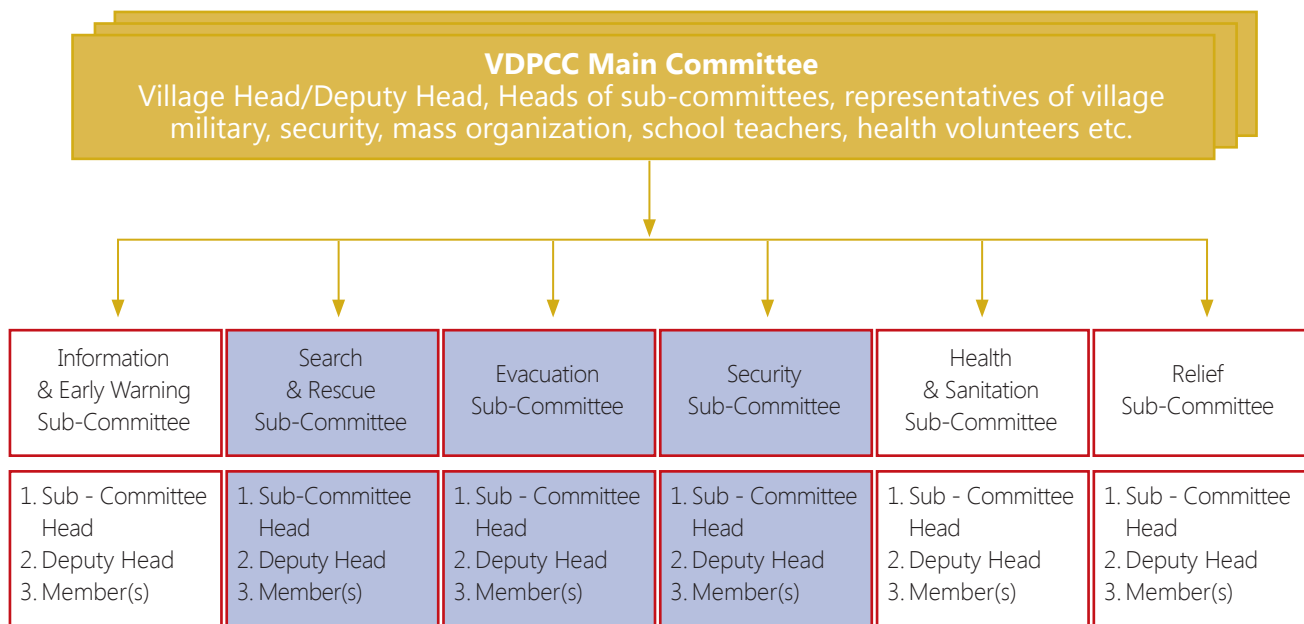 VDPCC Main Committee
Village Head/Deputy Head, Heads of sub-committees, representatives of village
military, security, mass organization, school teachers, health volunteers etc.
Information
& Early Warning
Sub-Committee
Search
& Rescue
Sub-Committee
Evacuation
Sub-Committee
Security
Sub-Committee
Health
& Sanitation
Sub-Committee
Relief
Sub-Committee
1. Sub - Committee
Head
2. Deputy Head
3. Member(s)
1. Sub-Committee
Head
2. Deputy Head
3. Member(s)
1. Sub - Committee
Head
2. Deputy Head
3. Member(s)
1. Sub - Committee
Head
2. Deputy Head
3. Member(s)
1. Sub - Committee
Head
2. Deputy Head
3. Member(s)
1. Sub - Committee
Head
2. Deputy Head
3. Member(s)